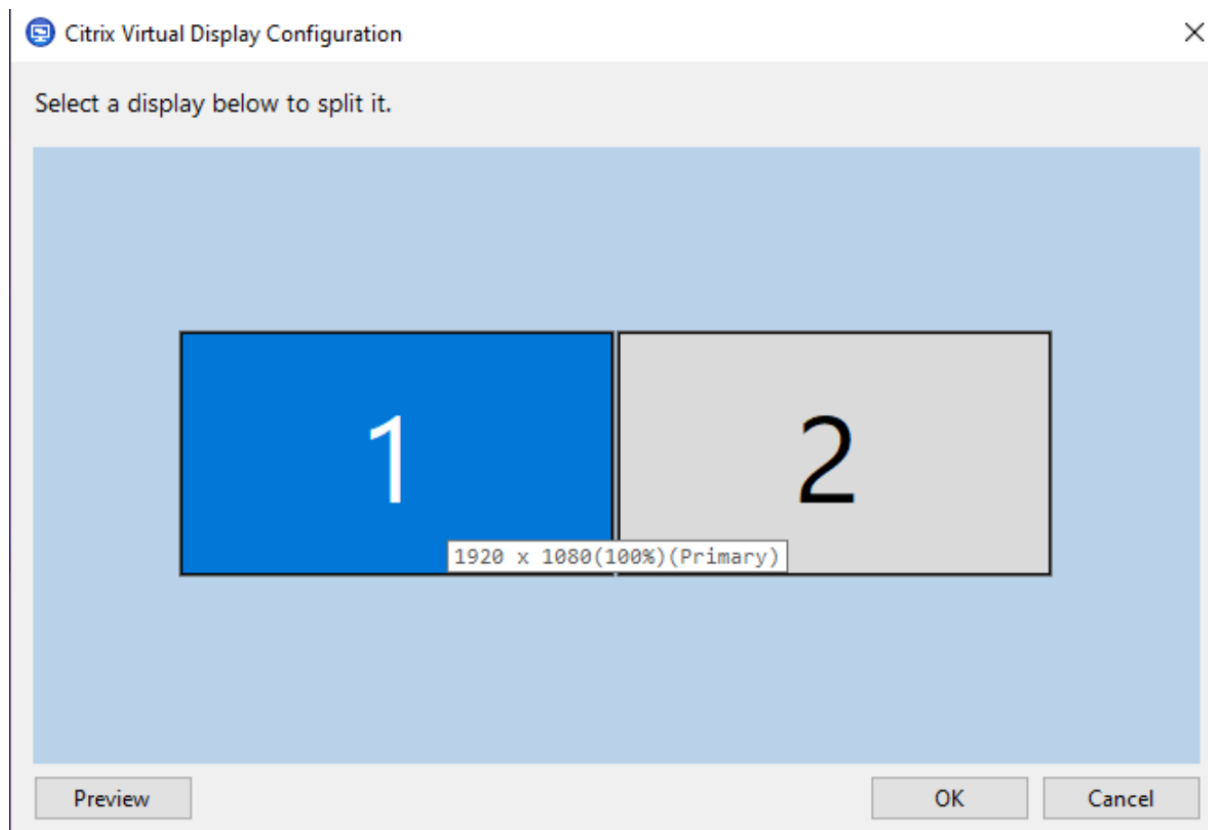 Citrix Virtual Display Configuration
Select a display below to split it.
1
2
1920 x 1080(100%)(Primary)
Preview
OK
Cancel